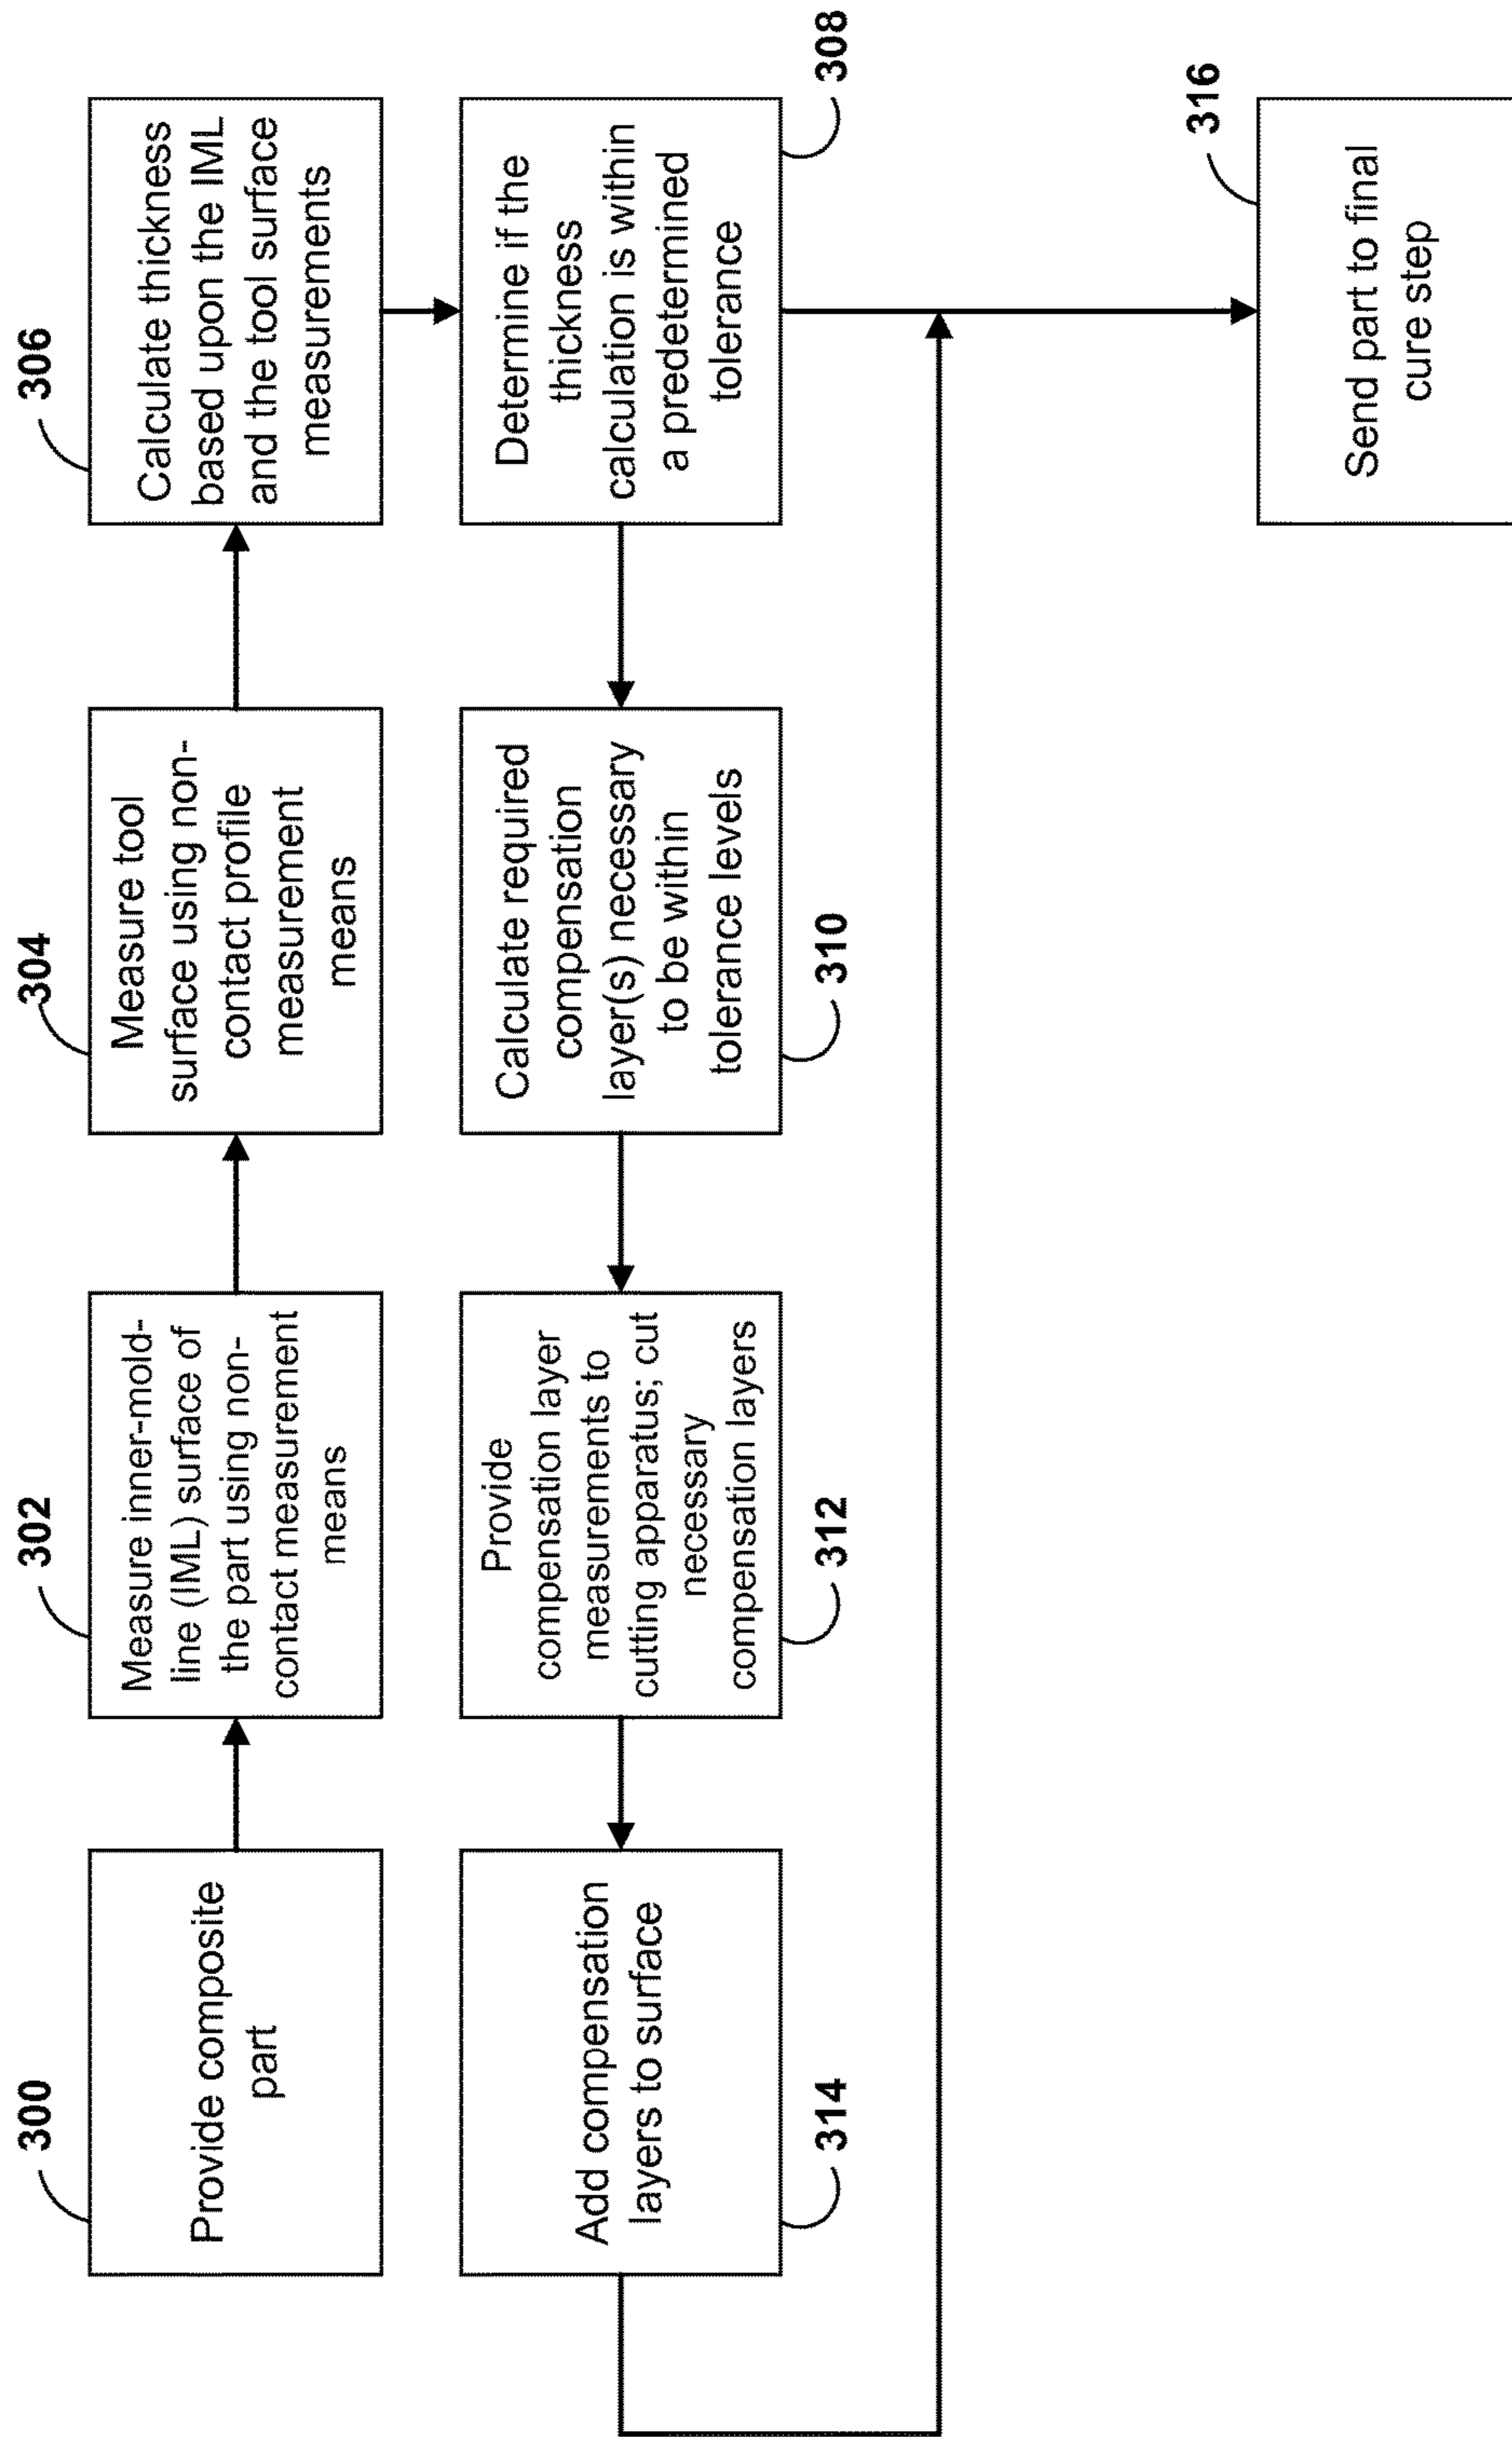 300
Provide composite
part
302
Measure inner-mold-
line (IML) surface of
the part using non-
contact measurement
means
304
Measure tool
surface using non-
contact profile
measurement
means
306
Calculate thickness
based upon the IML
and the tool surface
measurements
Determine if the
thickness
calculation is within
a predetermined
tolerance
308
Calculate required
compensation
layer(s) necessary
to be within
tolerance levels
310
Provide
compensation layer
measurements to
cutting apparatus; cut
necessary
compensation layers
312
Add compensation
layers to surface
314
316
Send part to final
cure step